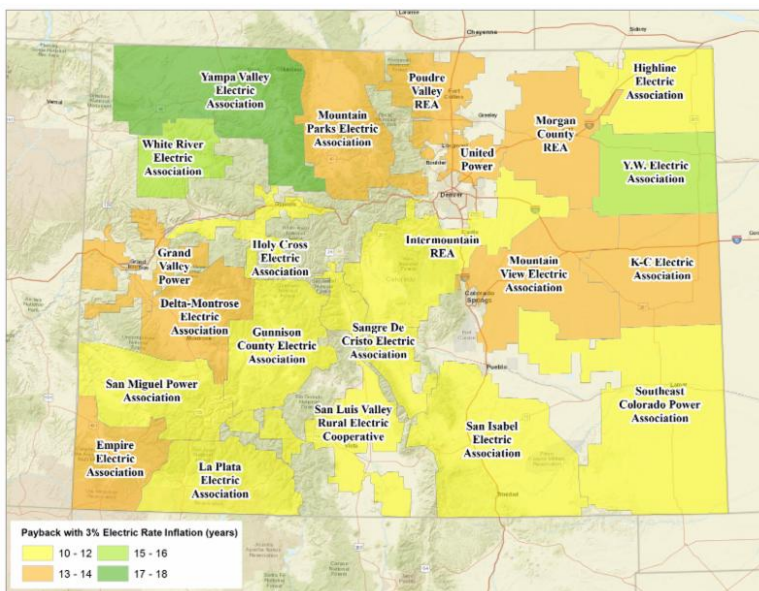 Cheyenne
Sidney
Vernal
Yampa Valley
Electric
Association
Mountain
Parks Electric
Association
Poudre
Valley
REA
Highline
Electric
Association
Greeley
Morgan
County
REA
White River
Electric
Association
United
Power
Boulder
Y.W. Electric
Association
Denver
Holy Cross
Electric
Association
Intermountain
REA
Grand
Valley
Power
Mountain
View Electric
Association
K-C Electric
Association
Colorado
Springs
Delta-Montrose
Electric
Association
Gunnison
County Electric
Association
Sangre De
Cristo Electric
Association
Pueblo
San Miguel Power
Association
Southeast
Colorado Power
Association
San Luis Valley
Rural Electric
Cooperative
San Isabel
Electric
Association
Empire
Electric
Association
La Plata
Electric
Association
Payback with 3% Electric Rate Inflation (years)
10 - 12
15 - 16
13 - 14
17 - 18